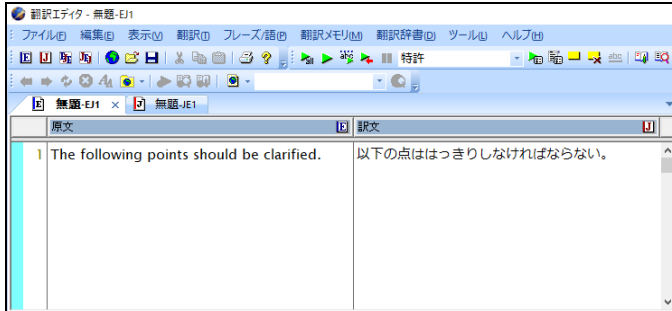 翻訳エディタ - 無題-EJ1
ファイル(F) 編集(E) 表示(V) 翻訳(T) フレーズ/語(P) 翻訳メモリ(M) 翻訳辞書(D) ツール(L) ヘルプ(H)
特許
無題-EJ1 × 無題-JE1
原文 E 訳文 J
1 The following points should be clarified. 以下の点ははっきりしなければならない。